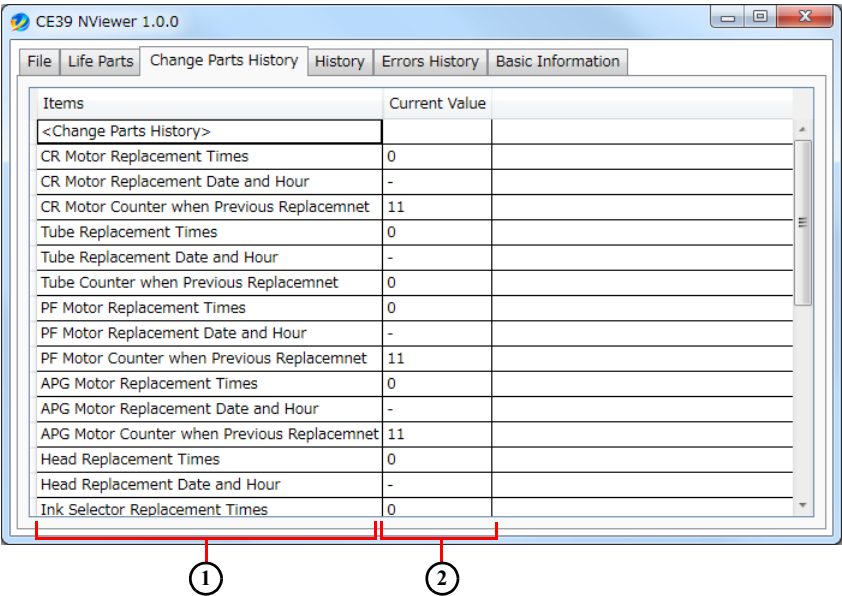 CE39 NViewer 1.0.0
File Life Parts Change Parts History History Errors History Basic Information
Items Current Value
<Change Parts History>
CR Motor Replacement Times 0
CR Motor Replacement Date and Hour -
CR Motor Counter when Previous Replacemnet 11
Tube Replacement Times 0
Tube Replacement Date and Hour -
Tube Counter when Previous Replacemnet 0
PF Motor Replacement Times 0
PF Motor Replacement Date and Hour -
PF Motor Counter when Previous Replacemnet 11
APG Motor Replacement Times 0
APG Motor Replacement Date and Hour -
APG Motor Counter when Previous Replacemnet 11
Head Replacement Times 0
Head Replacement Date and Hour -
Ink Selector Replacement Times 0
1 2